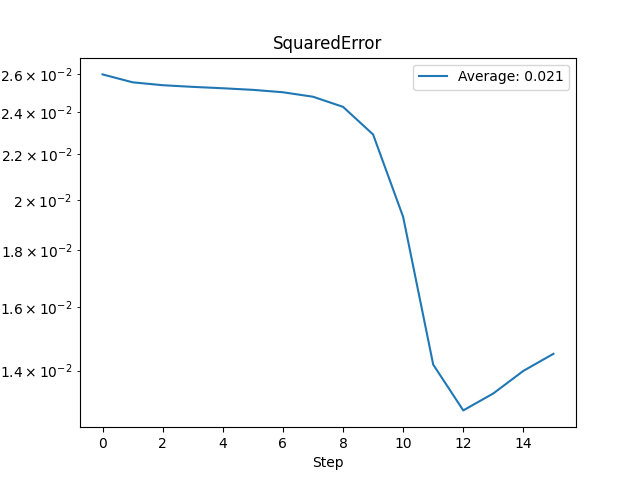 SquaredError
Average: 0.021
2.6 × 10⁻²
2.4 × 10⁻²
2.2 × 10⁻²
2 × 10⁻²
1.8 × 10⁻²
1.6 × 10⁻²
1.4 × 10⁻²
0 2 4 6 8 10 12 14
Step